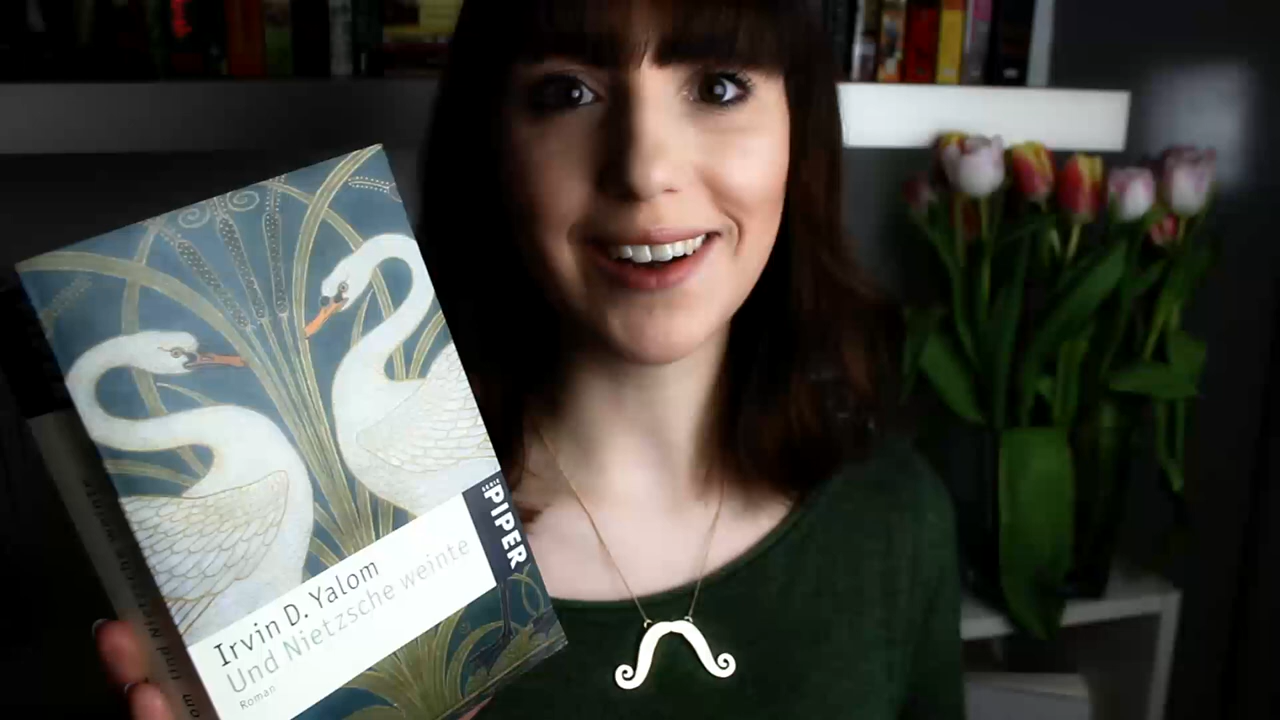 SERIE
PIPER
Irvin D. Yalom
Und Nietzsche weinte
Roman